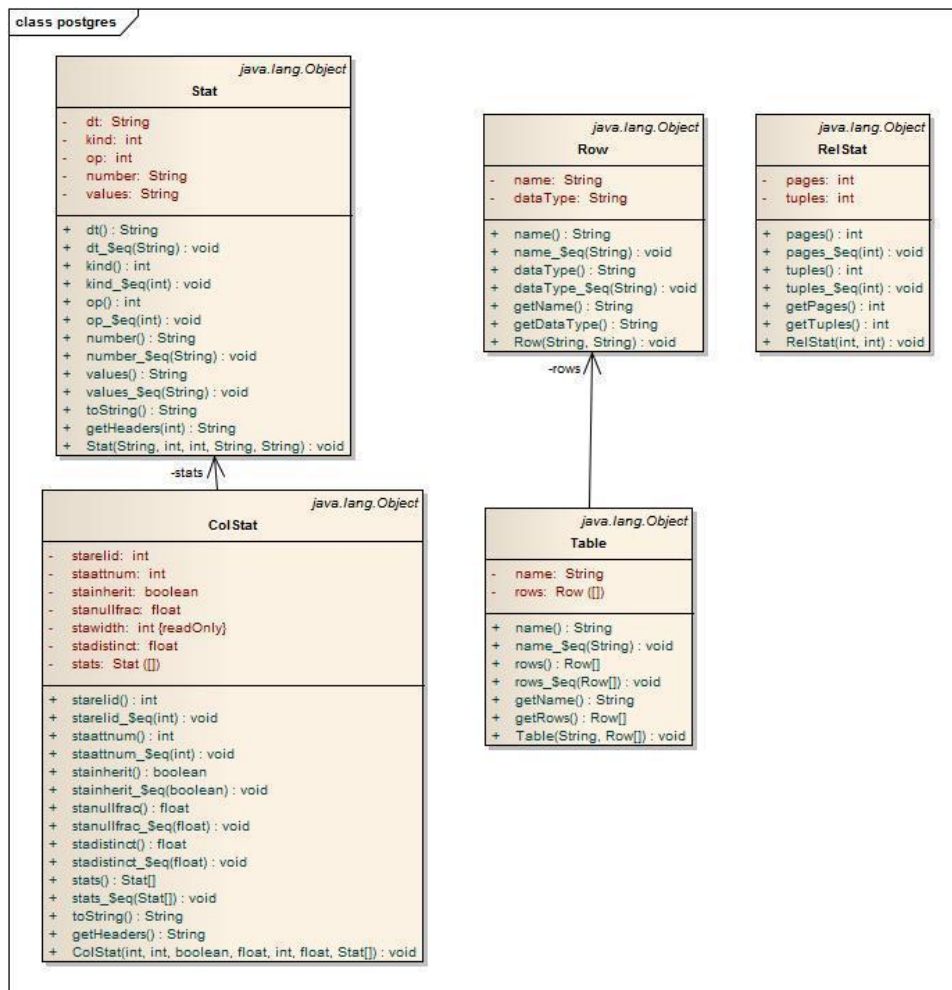 class postgres
java.lang.Object
Stat
- dt: String
- kind: int
- op: int
- number: String
- values: String
+ dt() : String
+ dt_$eq(String) : void
+ kind() : int
+ kind_$eq(int) : void
+ op() : int
+ op_$eq(int) : void
+ number() : String
+ number_$eq(String) : void
+ values() : String
+ values_$eq(String) : void
+ toString() : String
+ getHeaders(int) : String
+ Stat(String, int, int, String, String) : void
-stats
java.lang.Object
ColStat
- starelid: int
- staattnum: int
- stainherit: boolean
- stanullfrac: float
- stawidth: int {readOnly}
- stadistinct: float
- stats: Stat ([])
+ starelid() : int
+ starelid_$eq(int) : void
+ staattnum() : int
+ staattnum_$eq(int) : void
+ stainherit() : boolean
+ stainherit_$eq(boolean) : void
+ stanullfrac() : float
+ stanullfrac_$eq(float) : void
+ stadistinct() : float
+ stadistinct_$eq(float) : void
+ stats() : Stat[]
+ stats_$eq(Stat[]) : void
+ toString() : String
+ getHeaders() : String
+ ColStat(int, int, boolean, float, int, float, Stat[]) : void
java.lang.Object
Row
- name: String
- dataType: String
+ name() : String
+ name_$eq(String) : void
+ dataType() : String
+ dataType_$eq(String) : void
+ getName() : String
+ getDataType() : String
+ Row(String, String) : void
-rows
java.lang.Object
Table
- name: String
- rows: Row ([])
+ name() : String
+ name_$eq(String) : void
+ rows() : Row[]
+ rows_$eq(Row[]) : void
+ getName() : String
+ getRows() : Row[]
+ Table(String, Row[]) : void
java.lang.Object
RelStat
- pages: int
- tuples: int
+ pages() : int
+ pages_$eq(int) : void
+ tuples() : int
+ tuples_$eq(int) : void
+ getPages() : int
+ getTuples() : int
+ RelStat(int, int) : void